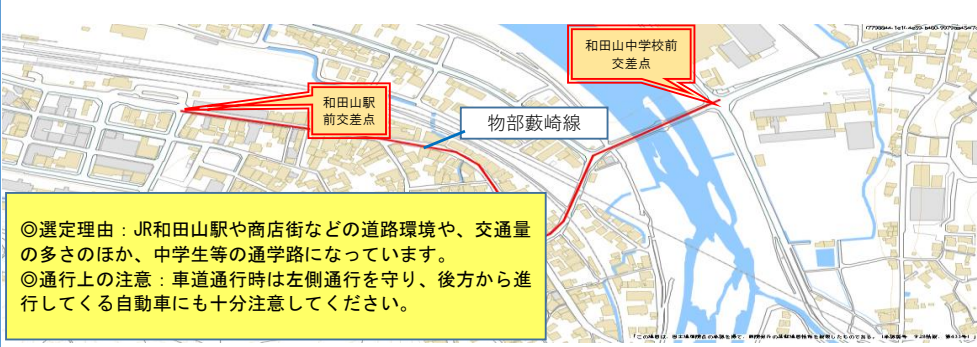 和田山中学校前
交差点
和田山駅
前交差点
物部藪崎線
◎選定理由：JR和田山駅や商店街などの道路環境や、交通量
の多さのほか、中学生等の通学路になっています。
◎通行上の注意：車道通行時は左側通行を守り、後方から進
行してくる自動車にも十分注意してください。